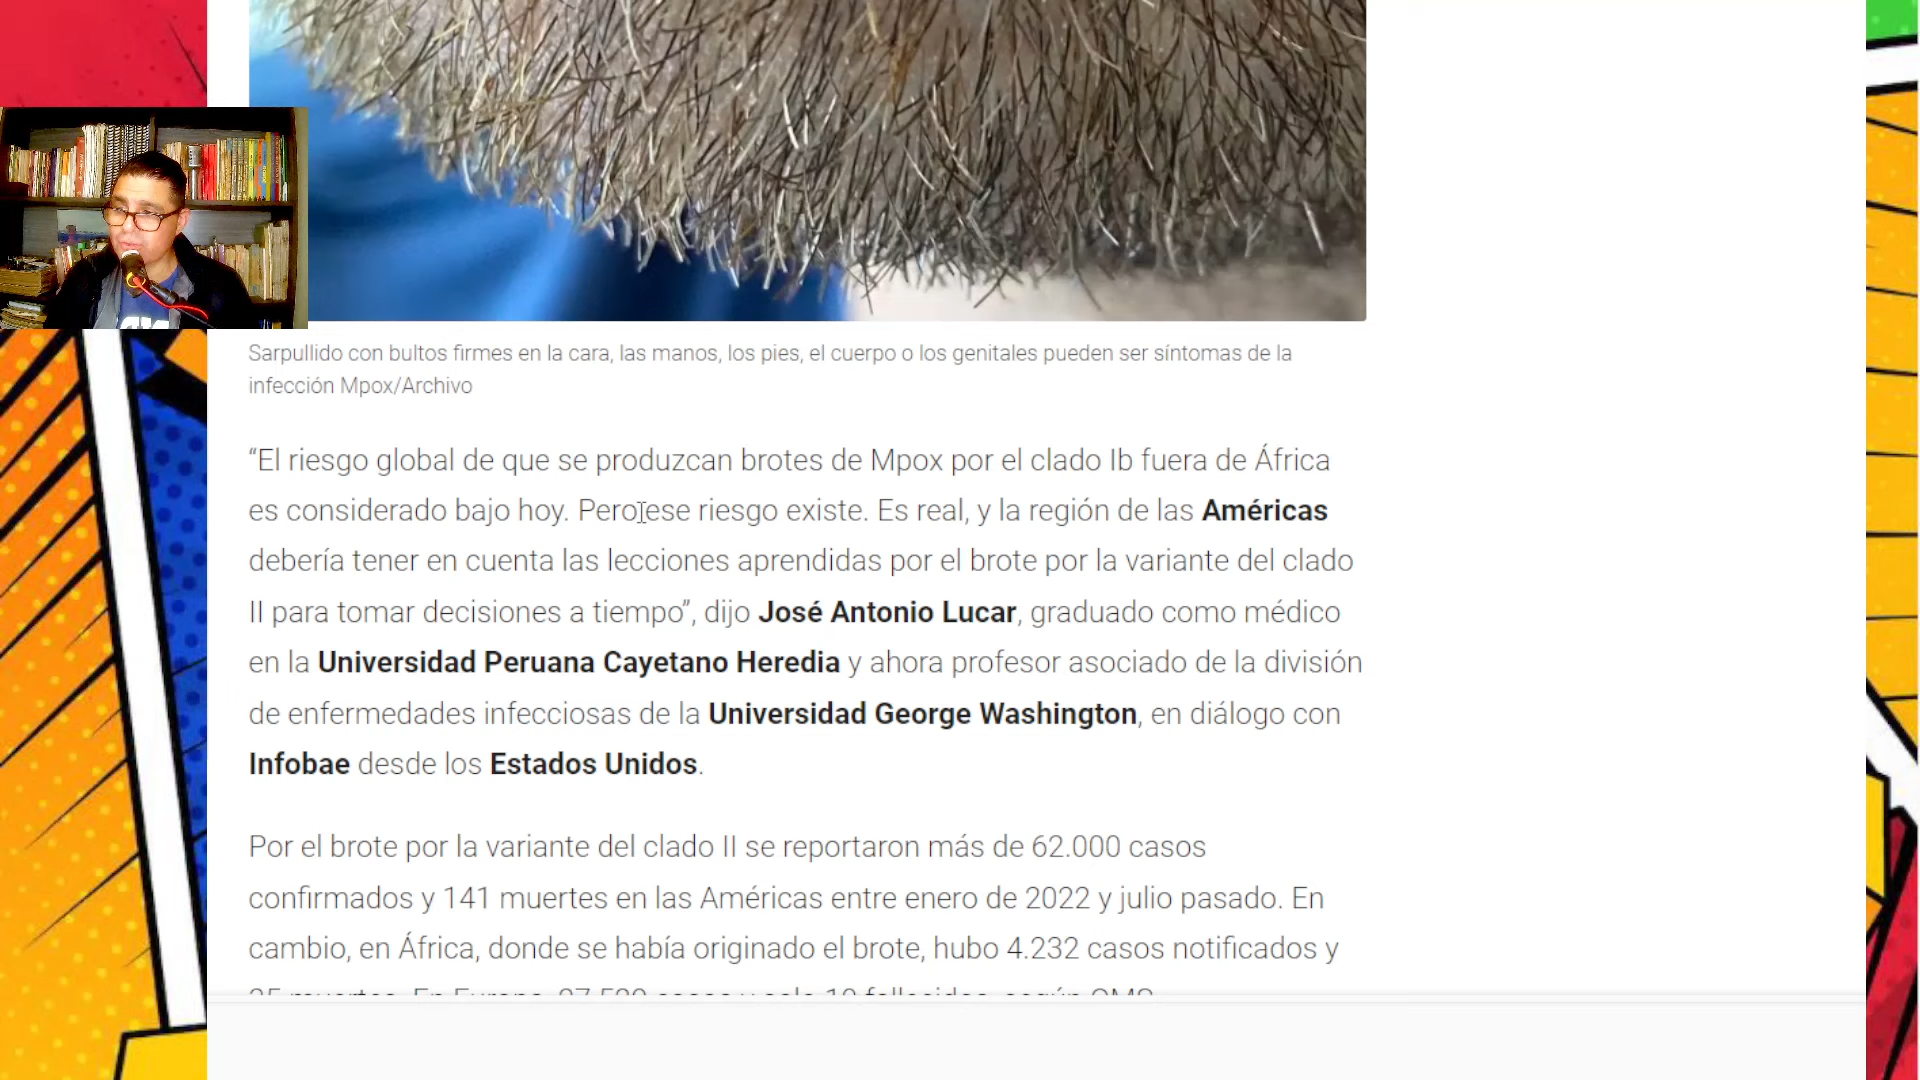 Sarpullido con bultos firmes en la cara, las manos, los pies, el cuerpo o los genitales pueden ser síntomas de la
infección Mpox/Archivo
“El riesgo global de que se produzcan brotes de Mpox por el clado Ib fuera de África
es considerado bajo hoy. Pero ese riesgo existe. Es real, y la región de las Américas
debería tener en cuenta las lecciones aprendidas por el brote por la variante del clado
II para tomar decisiones a tiempo”, dijo José Antonio Lucar, graduado como médico
en la Universidad Peruana Cayetano Heredia y ahora profesor asociado de la división
de enfermedades infecciosas de la Universidad George Washington, en diálogo con
Infobae desde los Estados Unidos.
Por el brote por la variante del clado II se reportaron más de 62.000 casos
confirmados y 141 muertes en las Américas entre enero de 2022 y julio pasado. En
cambio, en África, donde se había originado el brote, hubo 4.232 casos notificados y